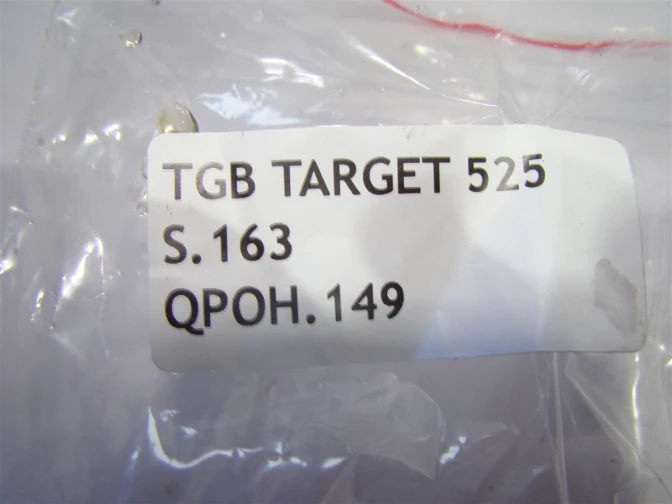 TGB TARGET 525
S.163
QPOH.149